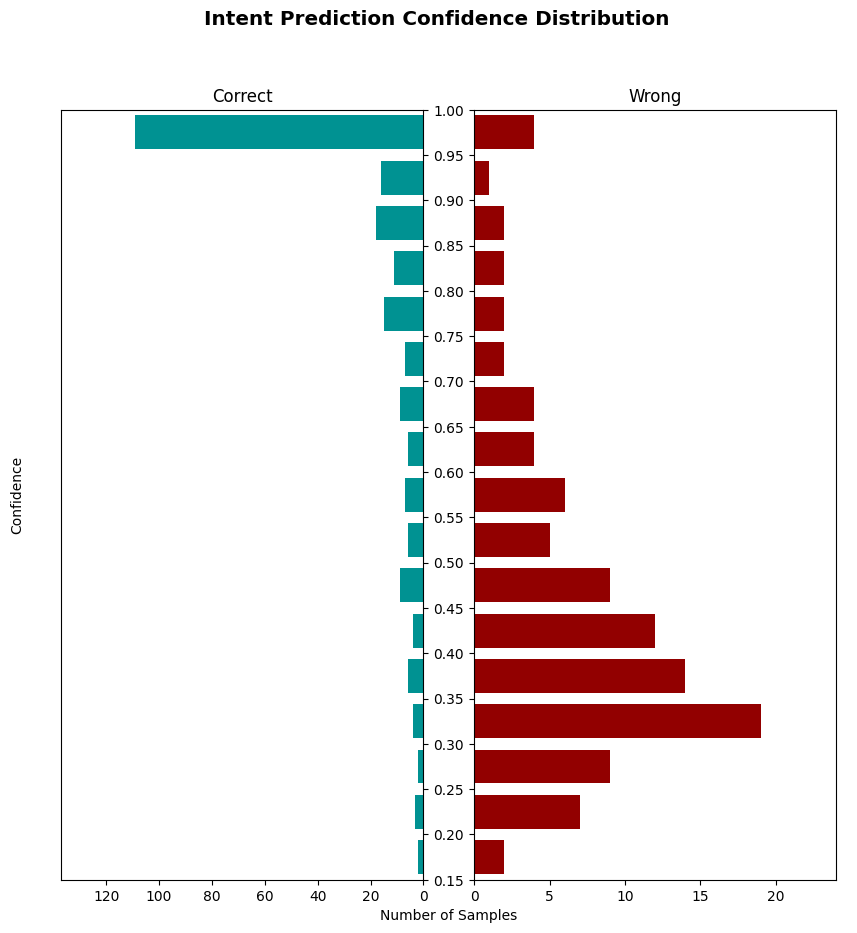 Intent Prediction Confidence Distribution
Correct
Wrong
1.00
0.95
0.90
0.85
0.80
0.75
0.70
0.65
0.60
0.55
0.50
0.45
0.40
0.35
0.30
0.25
0.20
0.15
Confidence
120 100 80 60 40 20 0
0 5 10 15 20
Number of Samples